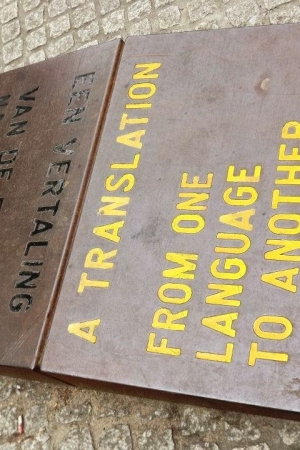 EEN VERTALING
VAN DE
A TRANSLATION
FROM ONE
LANGUAGE
TO ANOTHER